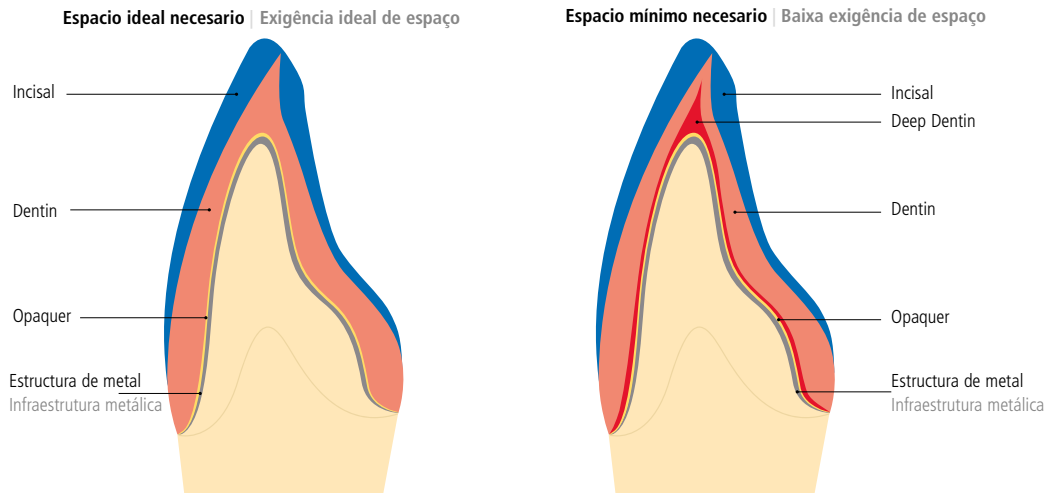 Espacio ideal necesario | Exigência ideal de espaço
Incisal
Dentin
Opaquer
Estructura de metal
Infraestrutura metálica
Espacio mínimo necesario | Baixa exigência de espaço
Incisal
Deep Dentin
Dentin
Opaquer
Estructura de metal
Infraestrutura metálica